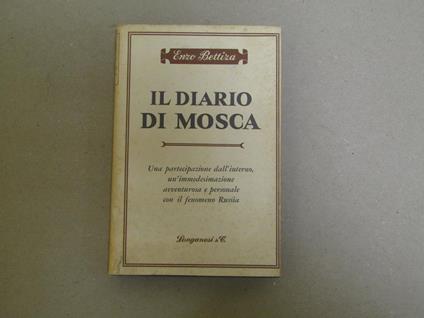 Enzo Bettiza
IL DIARIO
DI MOSCA
Una partecipazione dall'interno,
un'immedesimazione
avventurosa e personale
con il fenomeno Russia
Longanesi & C.